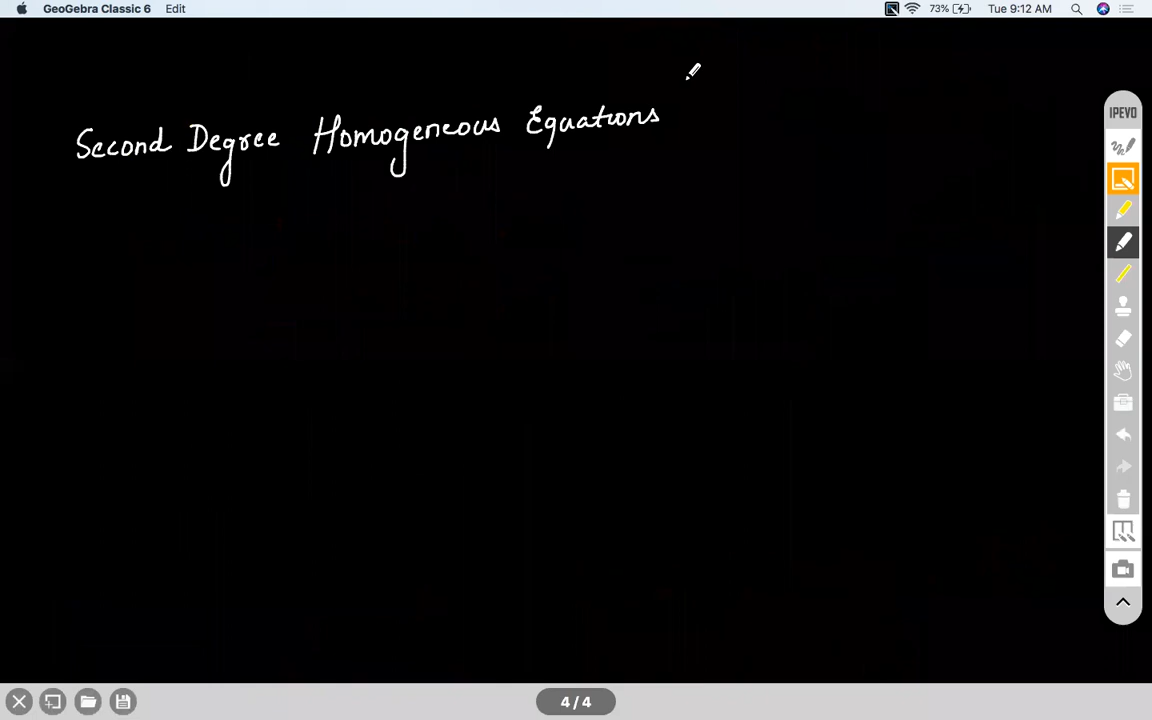 GeoGebra Classic 6 Edit 73% Tue 9:12 AM
Second Degree Homogeneous Equations
IPEVO
4 / 4